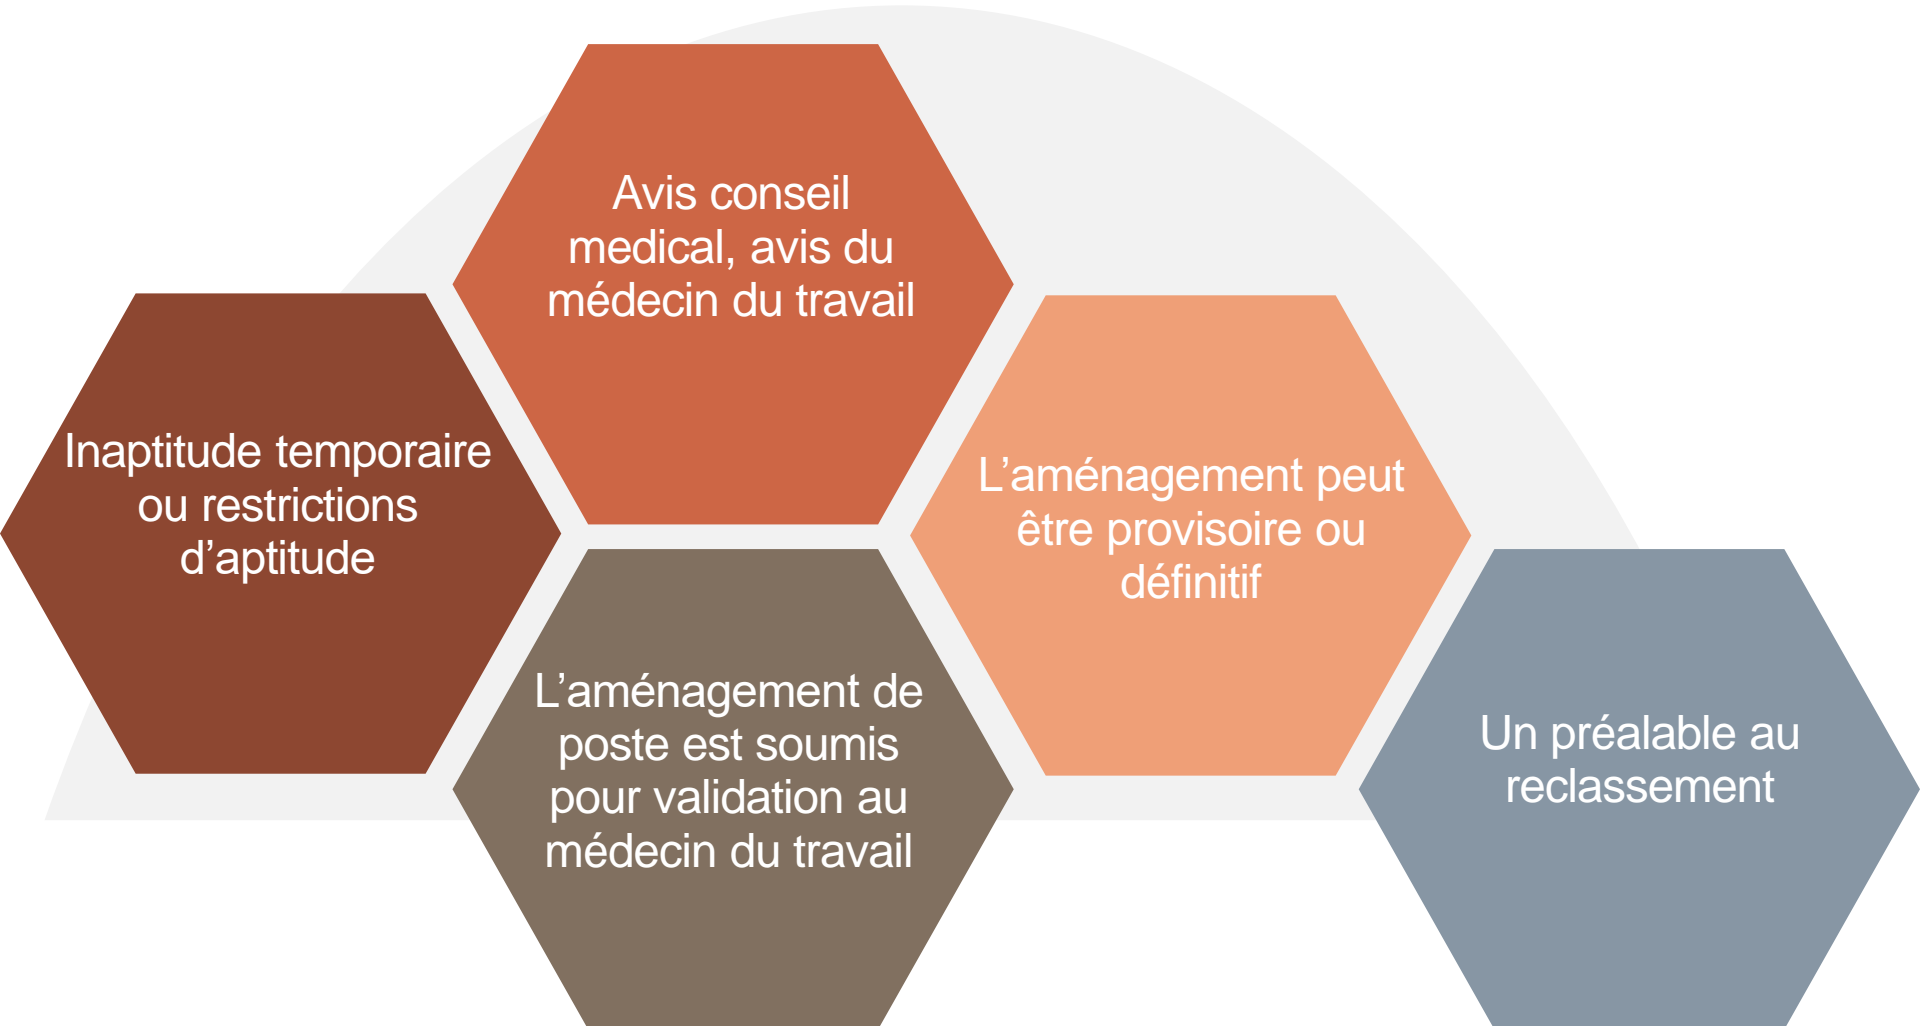 Inaptitude temporaire
ou restrictions
d’aptitude
Avis conseil
medical, avis du
médecin du travail
L’aménagement de
poste est soumis
pour validation au
médecin du travail
L’aménagement peut
être provisoire ou
définitif
Un préalable au
reclassement